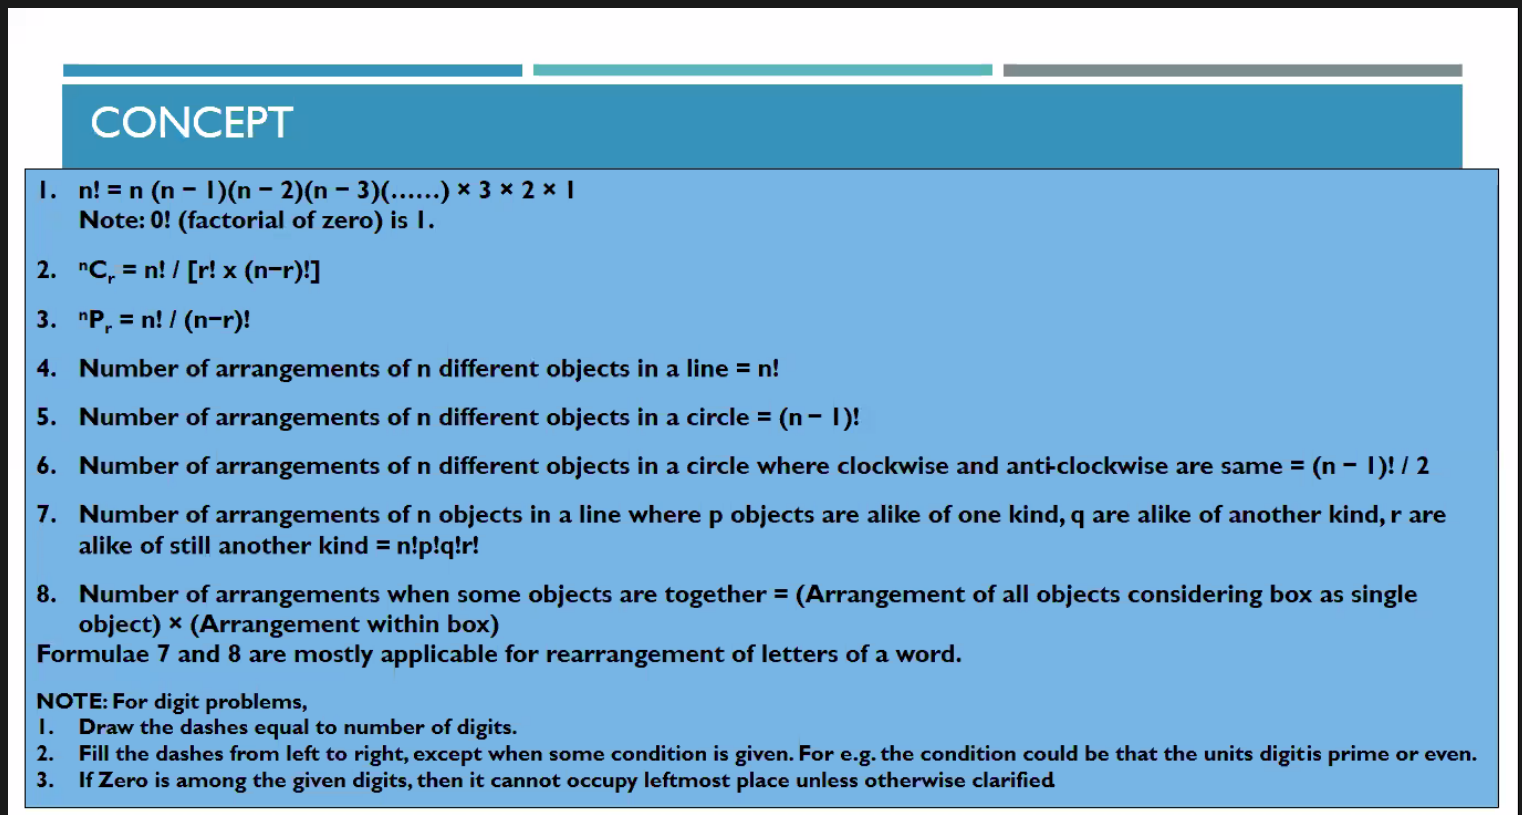 CONCEPT
1. n! = n (n − 1)(n − 2)(n − 3)(......) × 3 × 2 × 1
Note: 0! (factorial of zero) is 1.
2. ⁿCᵣ = n! / [r! x (n−r)!]
3. ⁿPᵣ = n! / (n−r)!
4. Number of arrangements of n different objects in a line = n!
5. Number of arrangements of n different objects in a circle = (n − 1)!
6. Number of arrangements of n different objects in a circle where clockwise and anti-clockwise are same = (n − 1)! / 2
7. Number of arrangements of n objects in a line where p objects are alike of one kind, q are alike of another kind, r are
alike of still another kind = n!p!q!r!
8. Number of arrangements when some objects are together = (Arrangement of all objects considering box as single
object) × (Arrangement within box)
Formulae 7 and 8 are mostly applicable for rearrangement of letters of a word.
NOTE: For digit problems,
1. Draw the dashes equal to number of digits.
2. Fill the dashes from left to right, except when some condition is given. For e.g. the condition could be that the units digit is prime or even.
3. If Zero is among the given digits, then it cannot occupy leftmost place unless otherwise clarified.